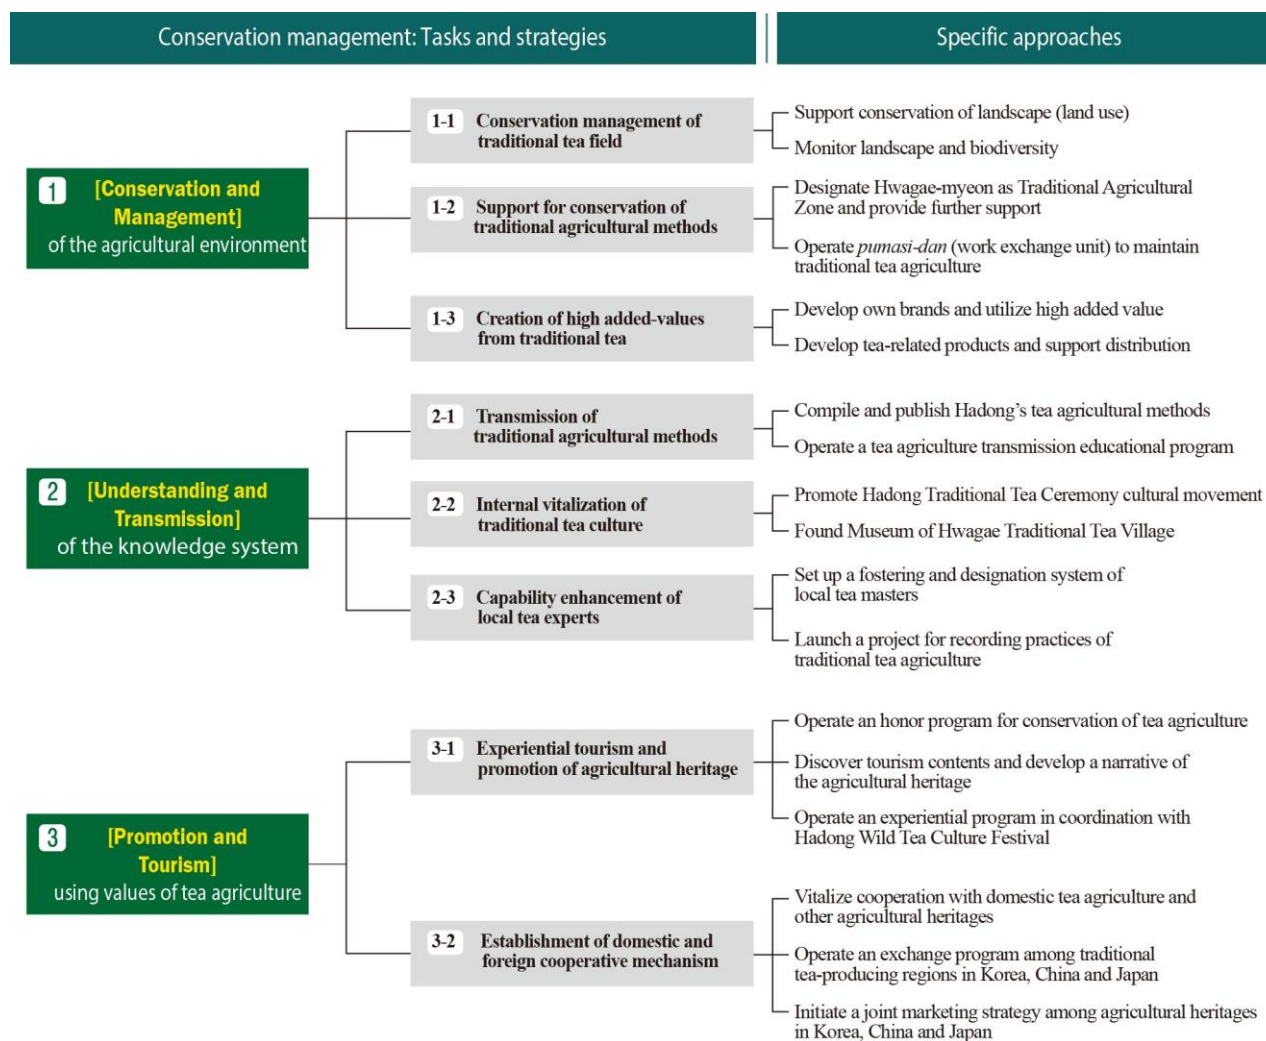 Conservation management: Tasks and strategies
Specific approaches
1
[Conservation and
Management]
of the agricultural environment
1-1 Conservation management of
traditional tea field
Support conservation of landscape (land use)
Monitor landscape and biodiversity
1-2 Support for conservation of
traditional agricultural methods
Designate Hwagae-myeon as Traditional Agricultural
Zone and provide further support
Operate pumasi-dan (work exchange unit) to maintain
traditional tea agriculture
1-3 Creation of high added-values
from traditional tea
Develop own brands and utilize high added value
Develop tea-related products and support distribution
2
[Understanding and
Transmission]
of the knowledge system
2-1 Transmission of
traditional agricultural methods
Compile and publish Hadong's tea agricultural methods
Operate a tea agriculture transmission educational program
2-2 Internal vitalization of
traditional tea culture
Promote Hadong Traditional Tea Ceremony cultural movement
Found Museum of Hwagae Traditional Tea Village
2-3 Capability enhancement of
local tea experts
Set up a fostering and designation system of
local tea masters
Launch a project for recording practices of
traditional tea agriculture
3
[Promotion and
Tourism]
using values of tea agriculture
3-1 Experiential tourism and
promotion of agricultural heritage
Operate an honor program for conservation of tea agriculture
Discover tourism contents and develop a narrative of
the agricultural heritage
Operate an experiential program in coordination with
Hadong Wild Tea Culture Festival
3-2 Establishment of domestic and
foreign cooperative mechanism
Vitalize cooperation with domestic tea agriculture and
other agricultural heritages
Operate an exchange program among traditional
tea-producing regions in Korea, China and Japan
Initiate a joint marketing strategy among agricultural heritages
in Korea, China and Japan